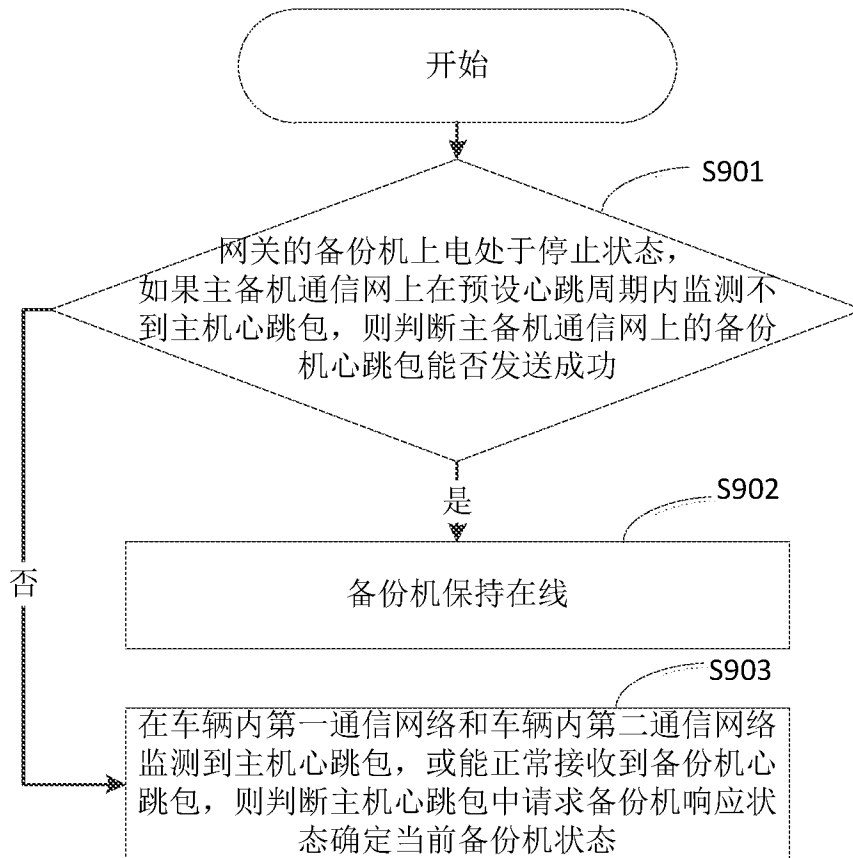 开始
S901
网关的备份机上电处于停止状态，
如果主备机通信网上在预设心跳周期内监测不
到主机心跳包，则判断主备机通信网上的备份
机心跳包能否发送成功
是
S902
备份机保持在线
否
S903
在车辆内第一通信网络和车辆内第二通信网络
监测到主机心跳包，或能正常接收到备份机心
跳包，则判断主机心跳包中请求备份机响应状
态确定当前备份机状态